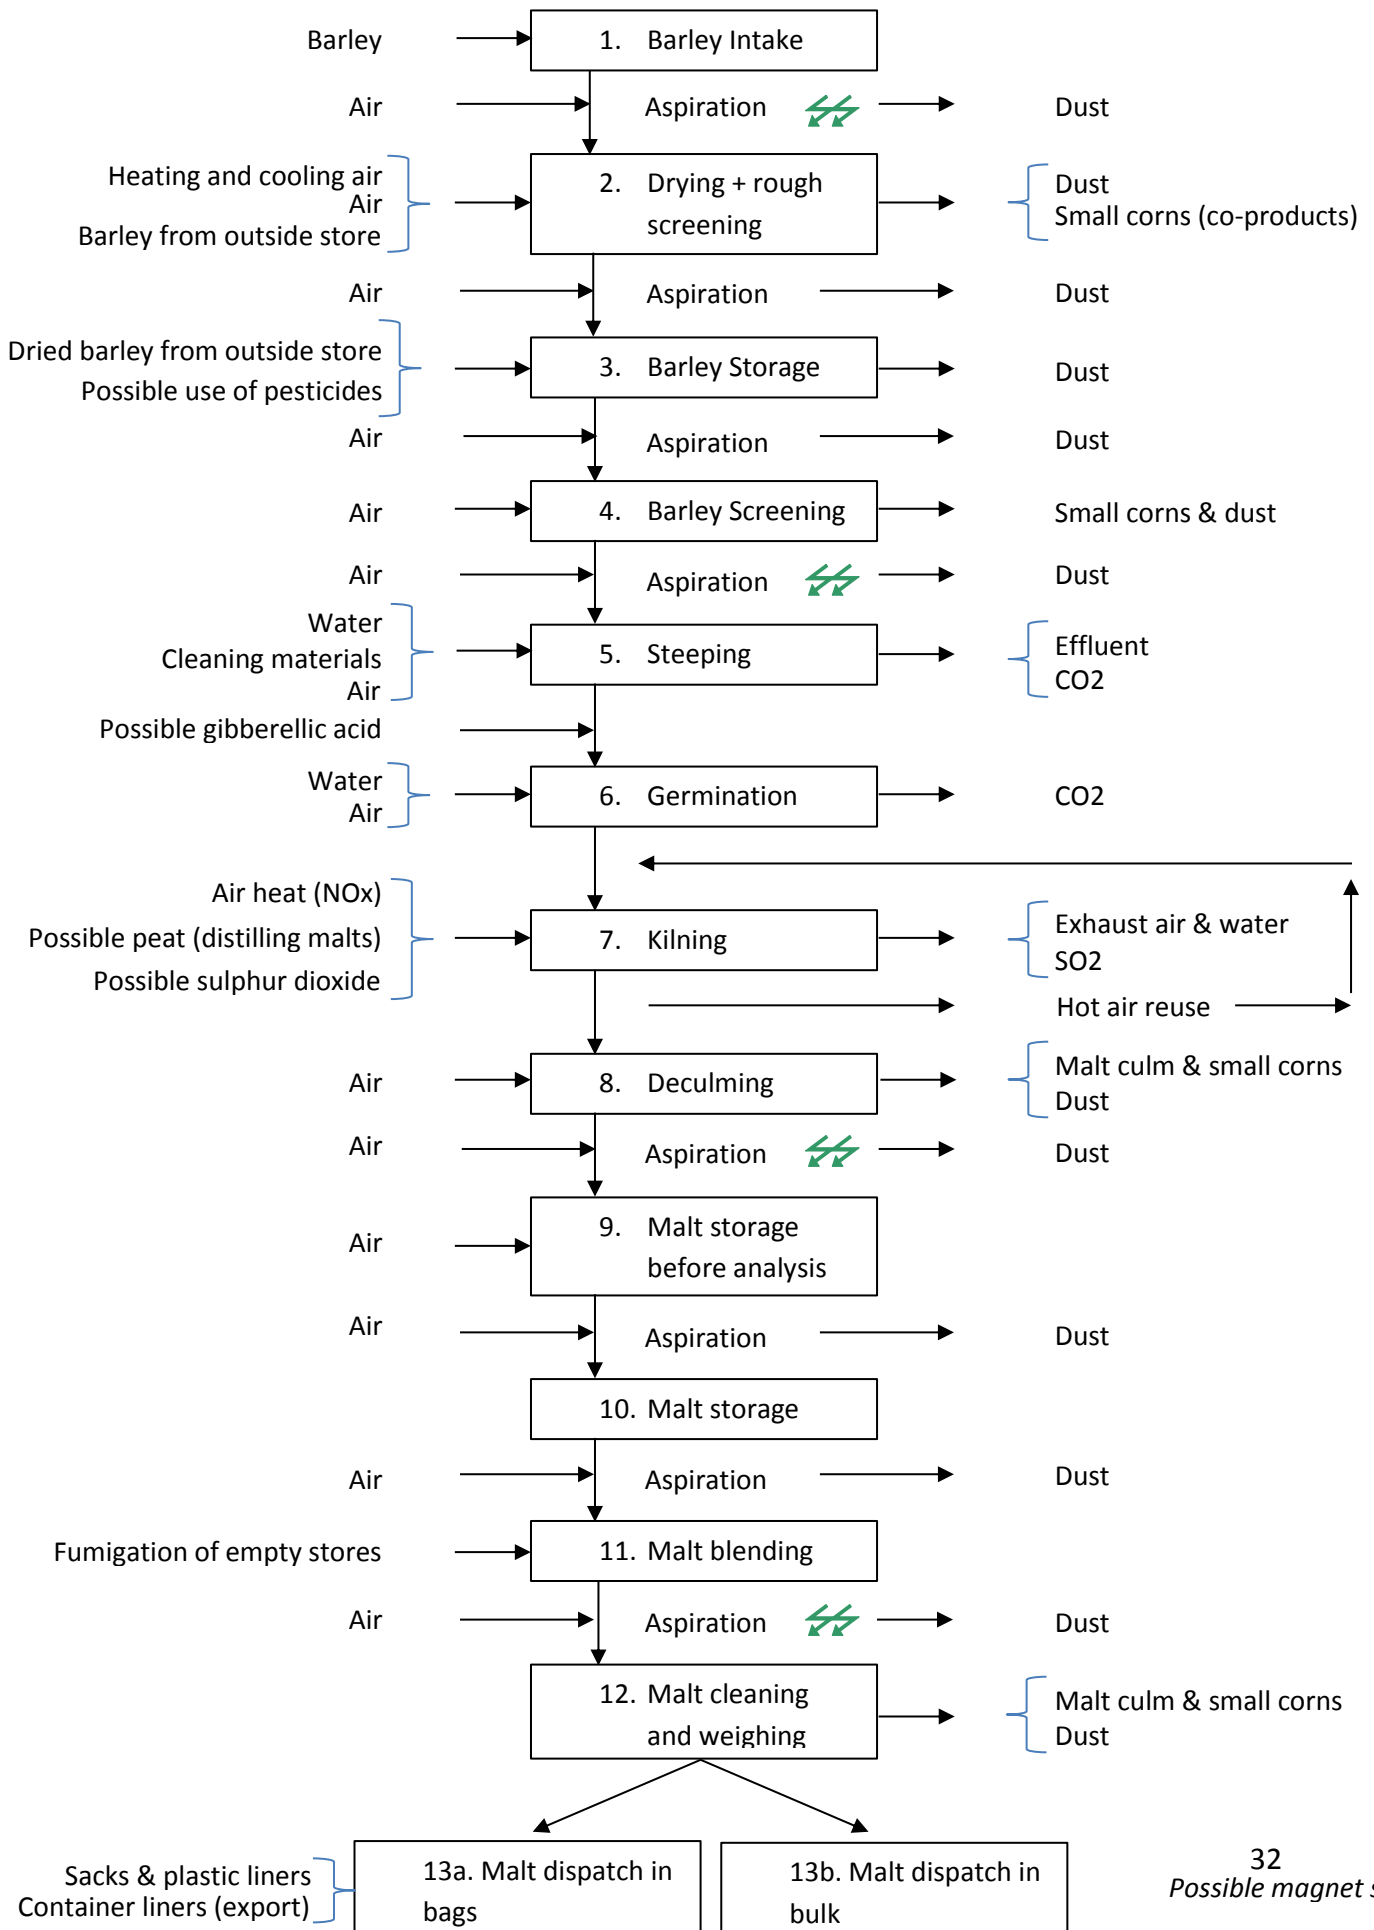 Barley
1. Barley Intake
Air
Aspiration
Dust
Heating and cooling air
Air
Barley from outside store
2. Drying + rough
screening
Dust
Small corns (co-products)
Air
Aspiration
Dust
Dried barley from outside store
Possible use of pesticides
3. Barley Storage
Dust
Air
Aspiration
Dust
Air
4. Barley Screening
Small corns & dust
Air
Aspiration
Dust
Water
Cleaning materials
Air
5. Steeping
Effluent
CO2
Possible gibberellic acid
Water
Air
6. Germination
CO2
Air heat (NOx)
Possible peat (distilling malts)
Possible sulphur dioxide
7. Kilning
Exhaust air & water
SO2
Hot air reuse
Air
8. Deculming
Malt culm & small corns
Dust
Air
Aspiration
Dust
Air
9. Malt storage
before analysis
Air
Aspiration
Dust
10. Malt storage
Air
Aspiration
Dust
Fumigation of empty stores
11. Malt blending
Air
Aspiration
Dust
12. Malt cleaning
and weighing
Malt culm & small corns
Dust
Sacks & plastic liners
Container liners (export)
13a. Malt dispatch in
bags
13b. Malt dispatch in
bulk
32
Possible magnet s